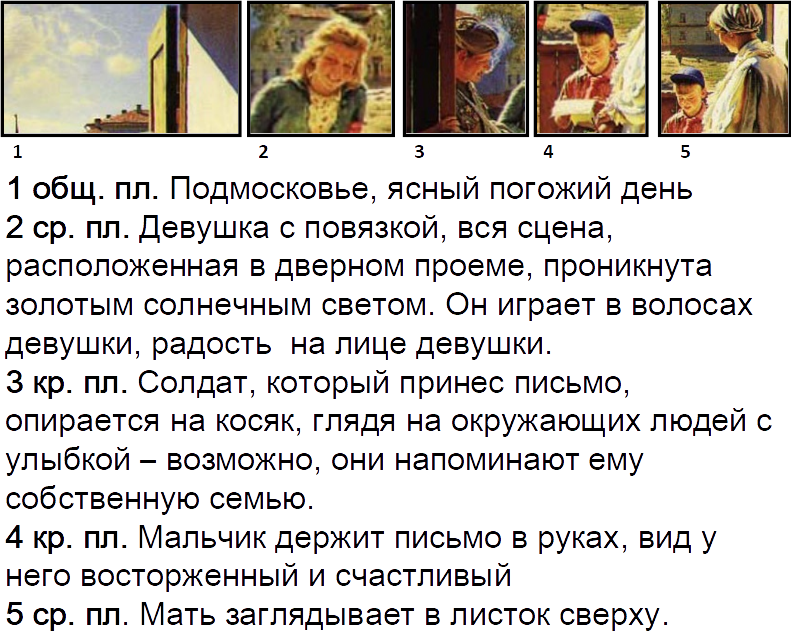 1 2 3 4 5
1 общ. пл. Подмосковье, ясный погожий день
2 ср. пл. Девушка с повязкой, вся сцена,
расположенная в дверном проеме, проникнута
золотым солнечным светом. Он играет в волосах
девушки, радость  на лице девушки.
3 кр. пл. Солдат, который принес письмо,
опирается на косяк, глядя на окружающих людей с
улыбкой – возможно, они напоминают ему
собственную семью.
4 кр. пл. Мальчик держит письмо в руках, вид у
него восторженный и счастливый
5 ср. пл. Мать заглядывает в листок сверху.